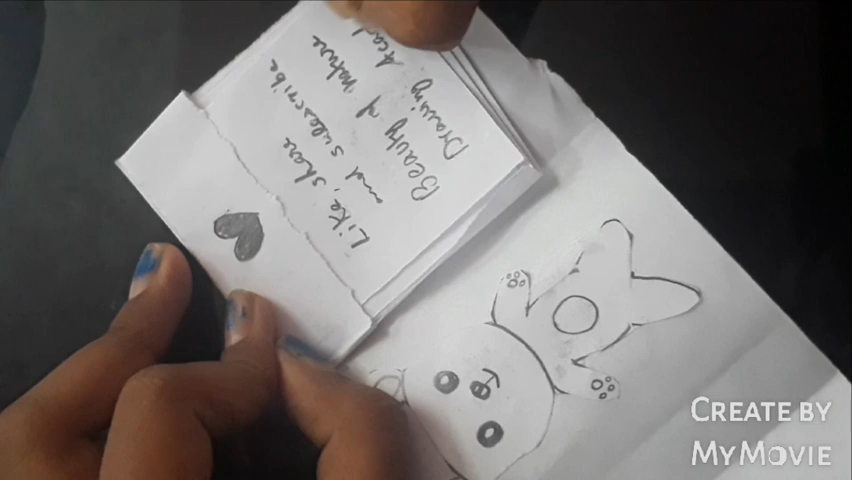 Like, share
and subscribe
Beauty of nature
Drawing
CREATE BY
MYMOVIE